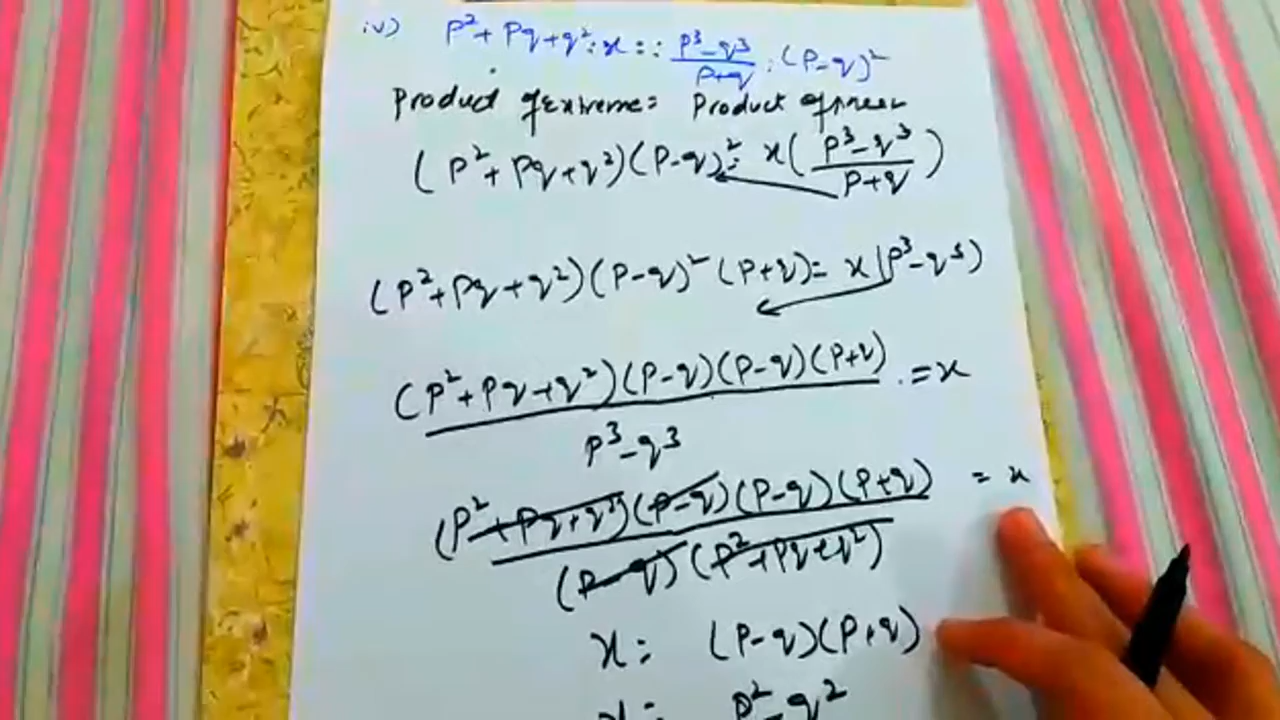 iv) P² + Pq + q² : x :: P³ - q³ / P+q : (P-q)²
Product of Extreme = Product of mean
(P² + Pq + q²)(P-q)² = x(P³ - q³ / P+q)
(P² + Pq + q²)(P-q)² (P+q) = x(P³ - q³)
(P² + Pq + q²)(P-q)(P-q)(P+q) / P³ - q³ = x
(P² + Pq + q²)(P-q)(P-q)(P+q) / (P-q)(P² + Pq + q²) = x
x = (P-q)(P+q)
x = P² - q²